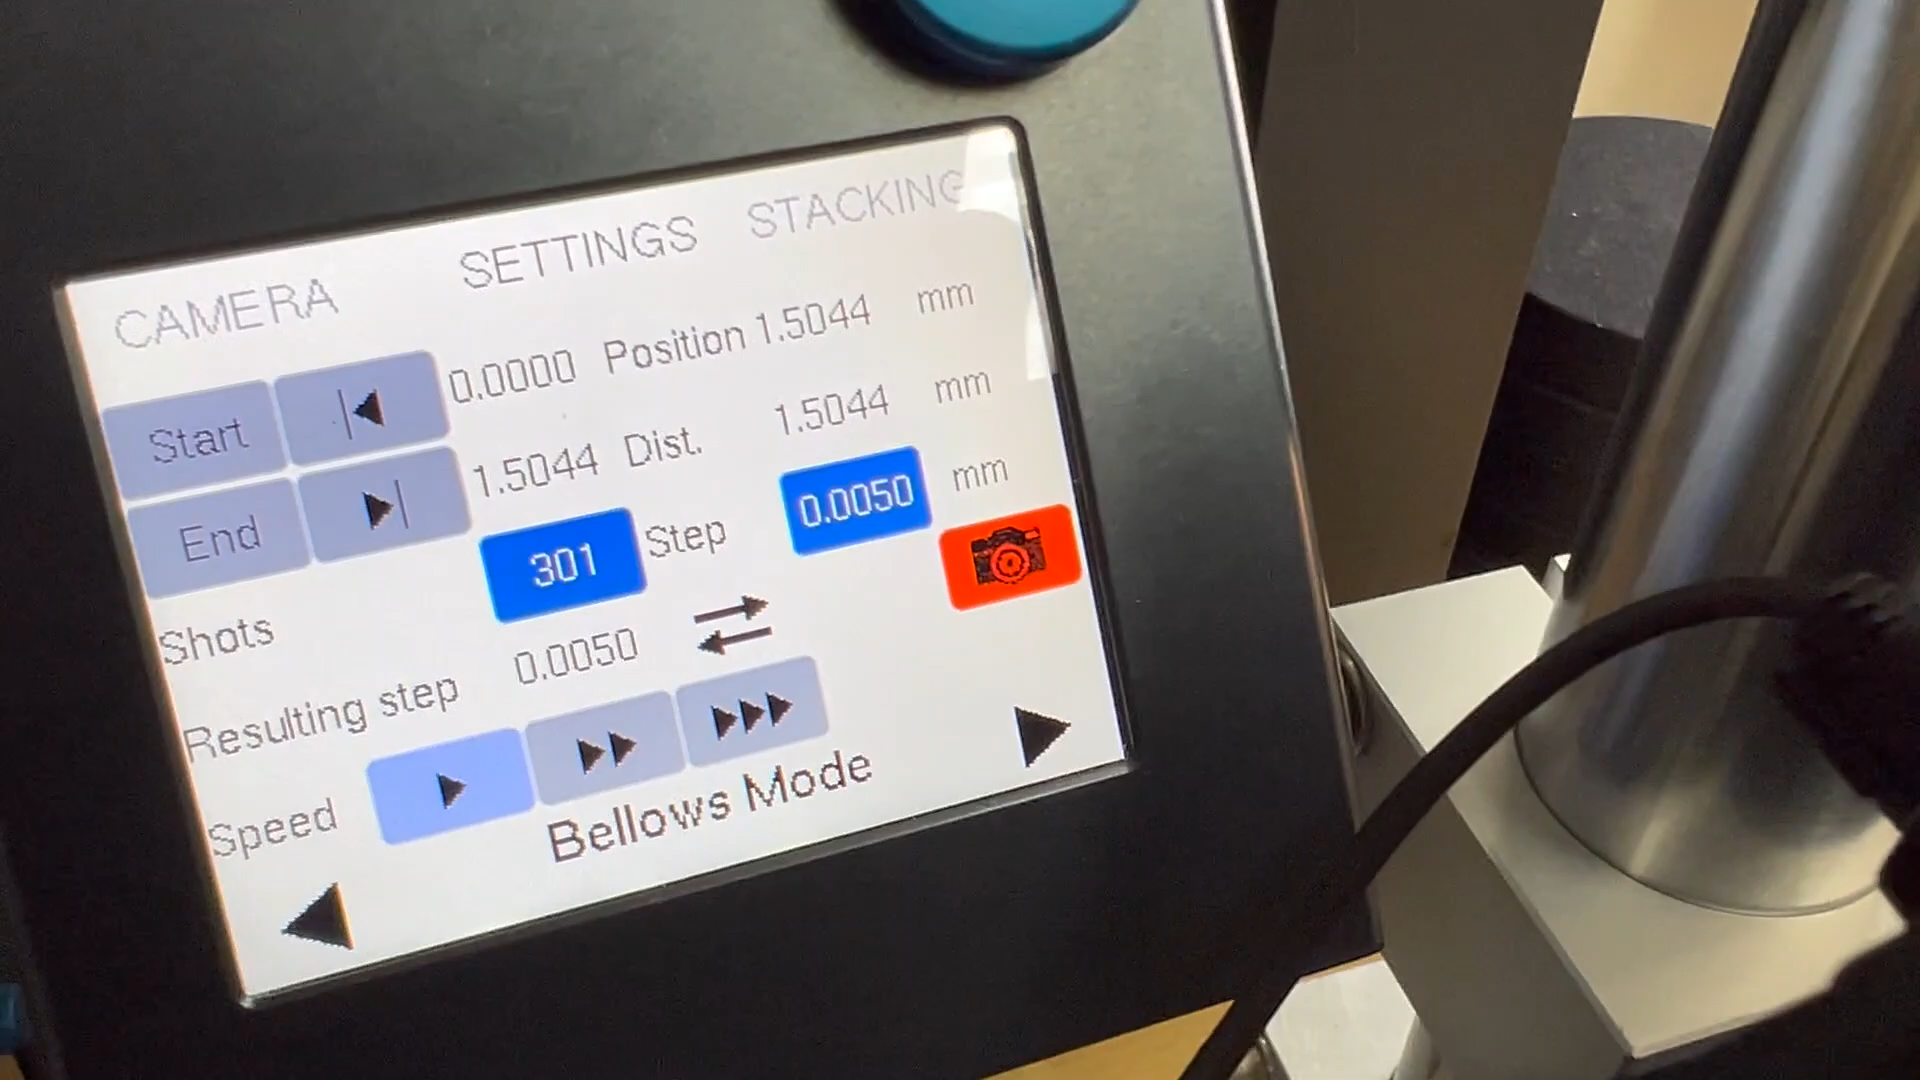 CAMERA SETTINGS STACKING
Start 0.0000 Position 1.5044 mm
End 1.5044 Dist. 1.5044 mm
Shots 301 Step 0.0050 mm
Resulting step 0.0050
Speed
Bellows Mode